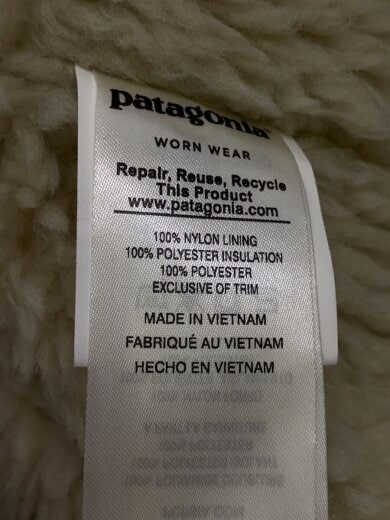 patagonia
WORN WEAR
Repair, Reuse, Recycle
This Product
www.patagonia.com
100% NYLON LINING
100% POLYESTER INSULATION
100% POLYESTER
EXCLUSIVE OF TRIM
MADE IN VIETNAM
FABRIQUÉ AU VIETNAM
HECHO EN VIETNAM